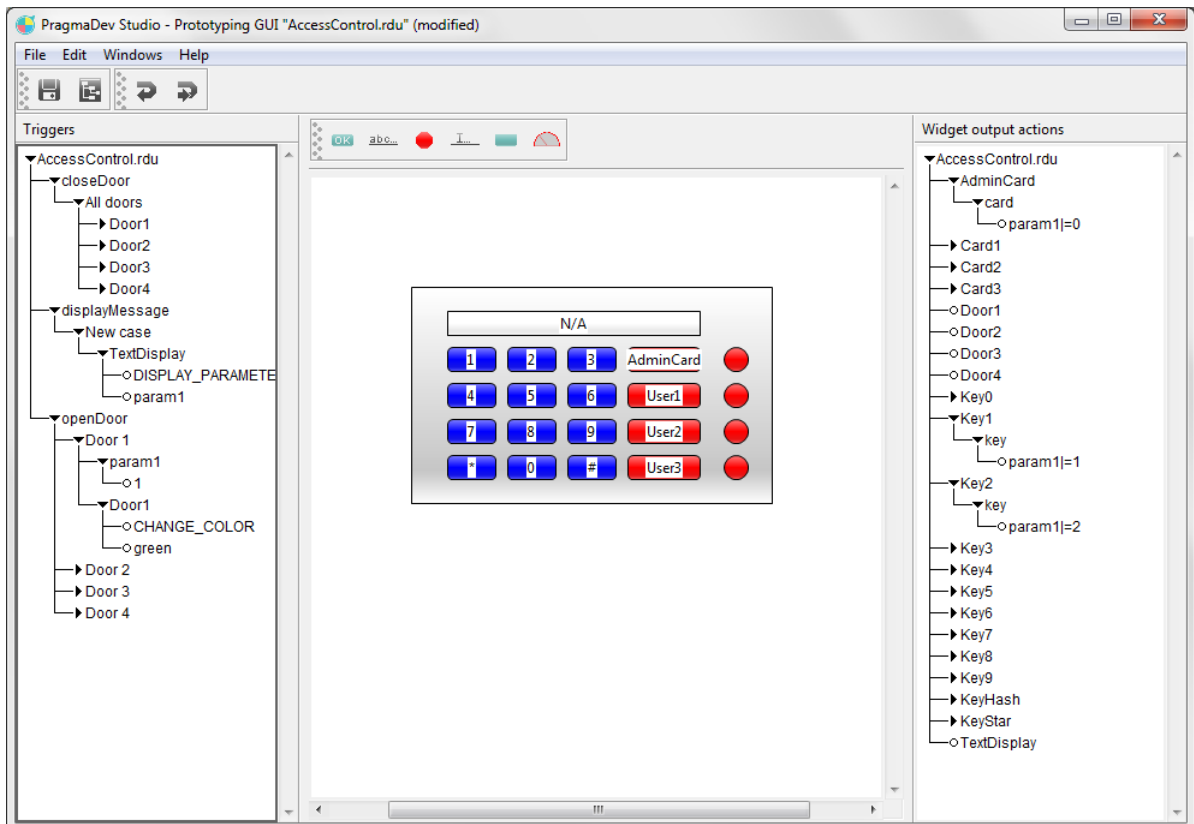 PragmaDev Studio - Prototyping GUI "AccessControl.rdu" (modified)
File Edit Windows Help
Triggers
AccessControl.rdu
closeDoor
All doors
Door1
Door2
Door3
Door4
displayMessage
New case
TextDisplay
DISPLAY_PARAMETE
param1
openDoor
Door 1
param1
1
Door1
CHANGE_COLOR
green
Door 2
Door 3
Door 4
OK abc... I...
N/A
1 2 3 AdminCard
4 5 6 User1
7 8 9 User2
* 0 # User3
Widget output actions
AccessControl.rdu
AdminCard
card
param1|=0
Card1
Card2
Card3
Door1
Door2
Door3
Door4
Key0
Key1
key
param1|=1
Key2
key
param1|=2
Key3
Key4
Key5
Key6
Key7
Key8
Key9
KeyHash
KeyStar
TextDisplay